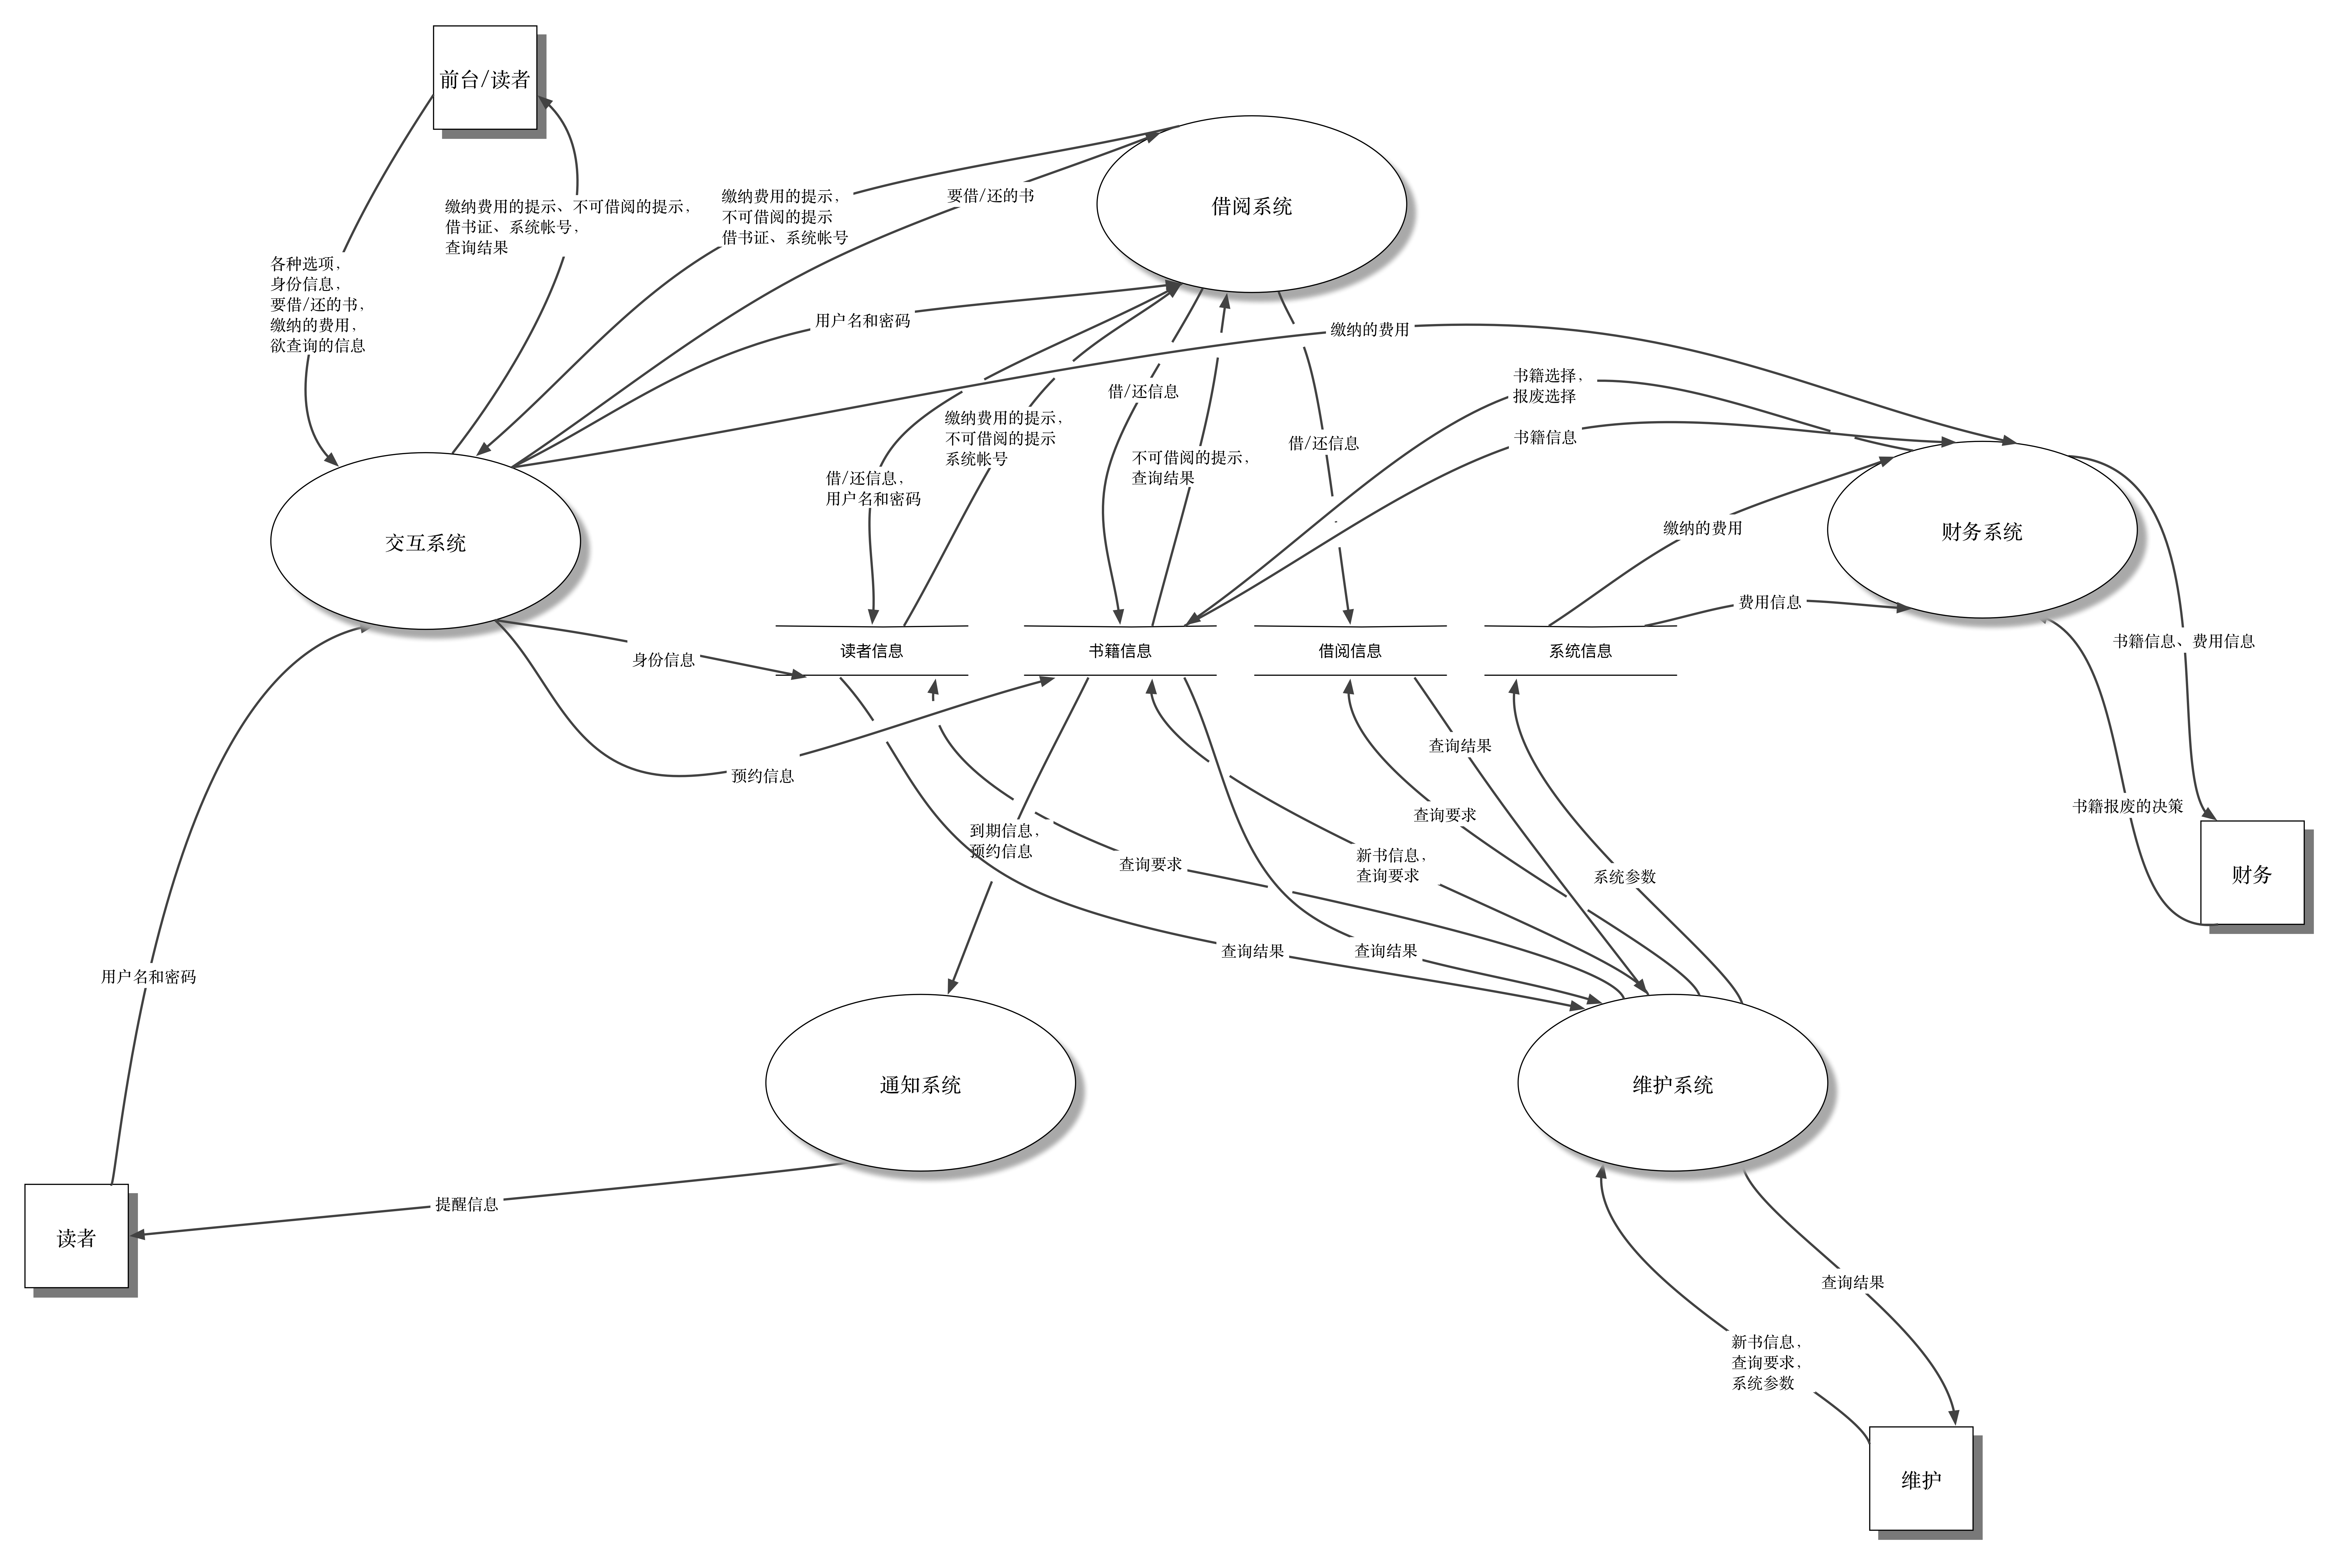 前台/读者
缴纳费用的提示、不可借阅的提示，
借书证、系统帐号，
查询结果
缴纳费用的提示，
不可借阅的提示
借书证、系统帐号
要借/还的书
借阅系统
各种选项，
身份信息，
要借/还的书，
缴纳的费用，
欲查询的信息
用户名和密码
缴纳的费用
借/还信息
书籍选择，
报废选择
缴纳费用的提示，
不可借阅的提示
系统帐号
书籍信息
借/还信息
不可借阅的提示，
查询结果
借/还信息，
用户名和密码
缴纳的费用
财务系统
交互系统
费用信息
书籍信息、费用信息
身份信息
读者信息
书籍信息
借阅信息
系统信息
查询结果
预约信息
书籍报废的决策
查询要求
到期信息，
预约信息
新书信息，
查询要求
查询要求
系统参数
财务
查询结果
查询结果
用户名和密码
通知系统
维护系统
提醒信息
读者
查询结果
新书信息，
查询要求，
系统参数
维护